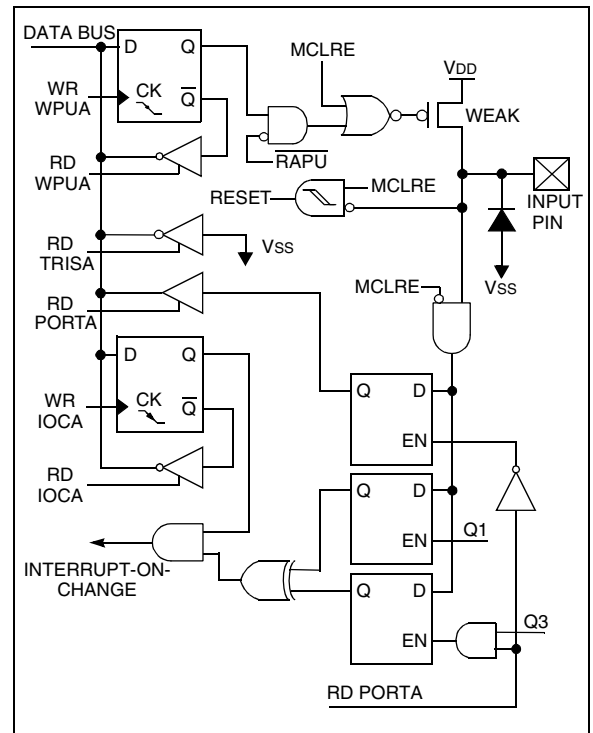 DATA BUS
D
Q
MCLRE
VDD
WR
WPUA
CK
Q
WEAK
RAPU
RD
WPUA
MCLRE
RESET
INPUT
PIN
RD
TRISA
VSS
VSS
RD
PORTA
MCLRE
D
Q
Q
D
WR
IOCA
CK
Q
EN
RD
IOCA
Q
D
EN
Q1
INTERRUPT-ON-
CHANGE
Q
D
EN
Q3
RD PORTA